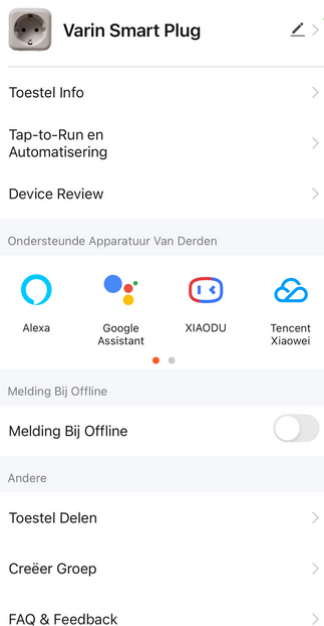 Varin Smart Plug
Toestel Info
Tap-to-Run en
Automatisering
Device Review
Ondersteunde Apparatuur Van Derden
Alexa
Google
Assistant
XIAODU
Tencent
Xiaowei
Melding Bij Offline
Melding Bij Offline
Andere
Toestel Delen
Creëer Groep
FAQ & Feedback